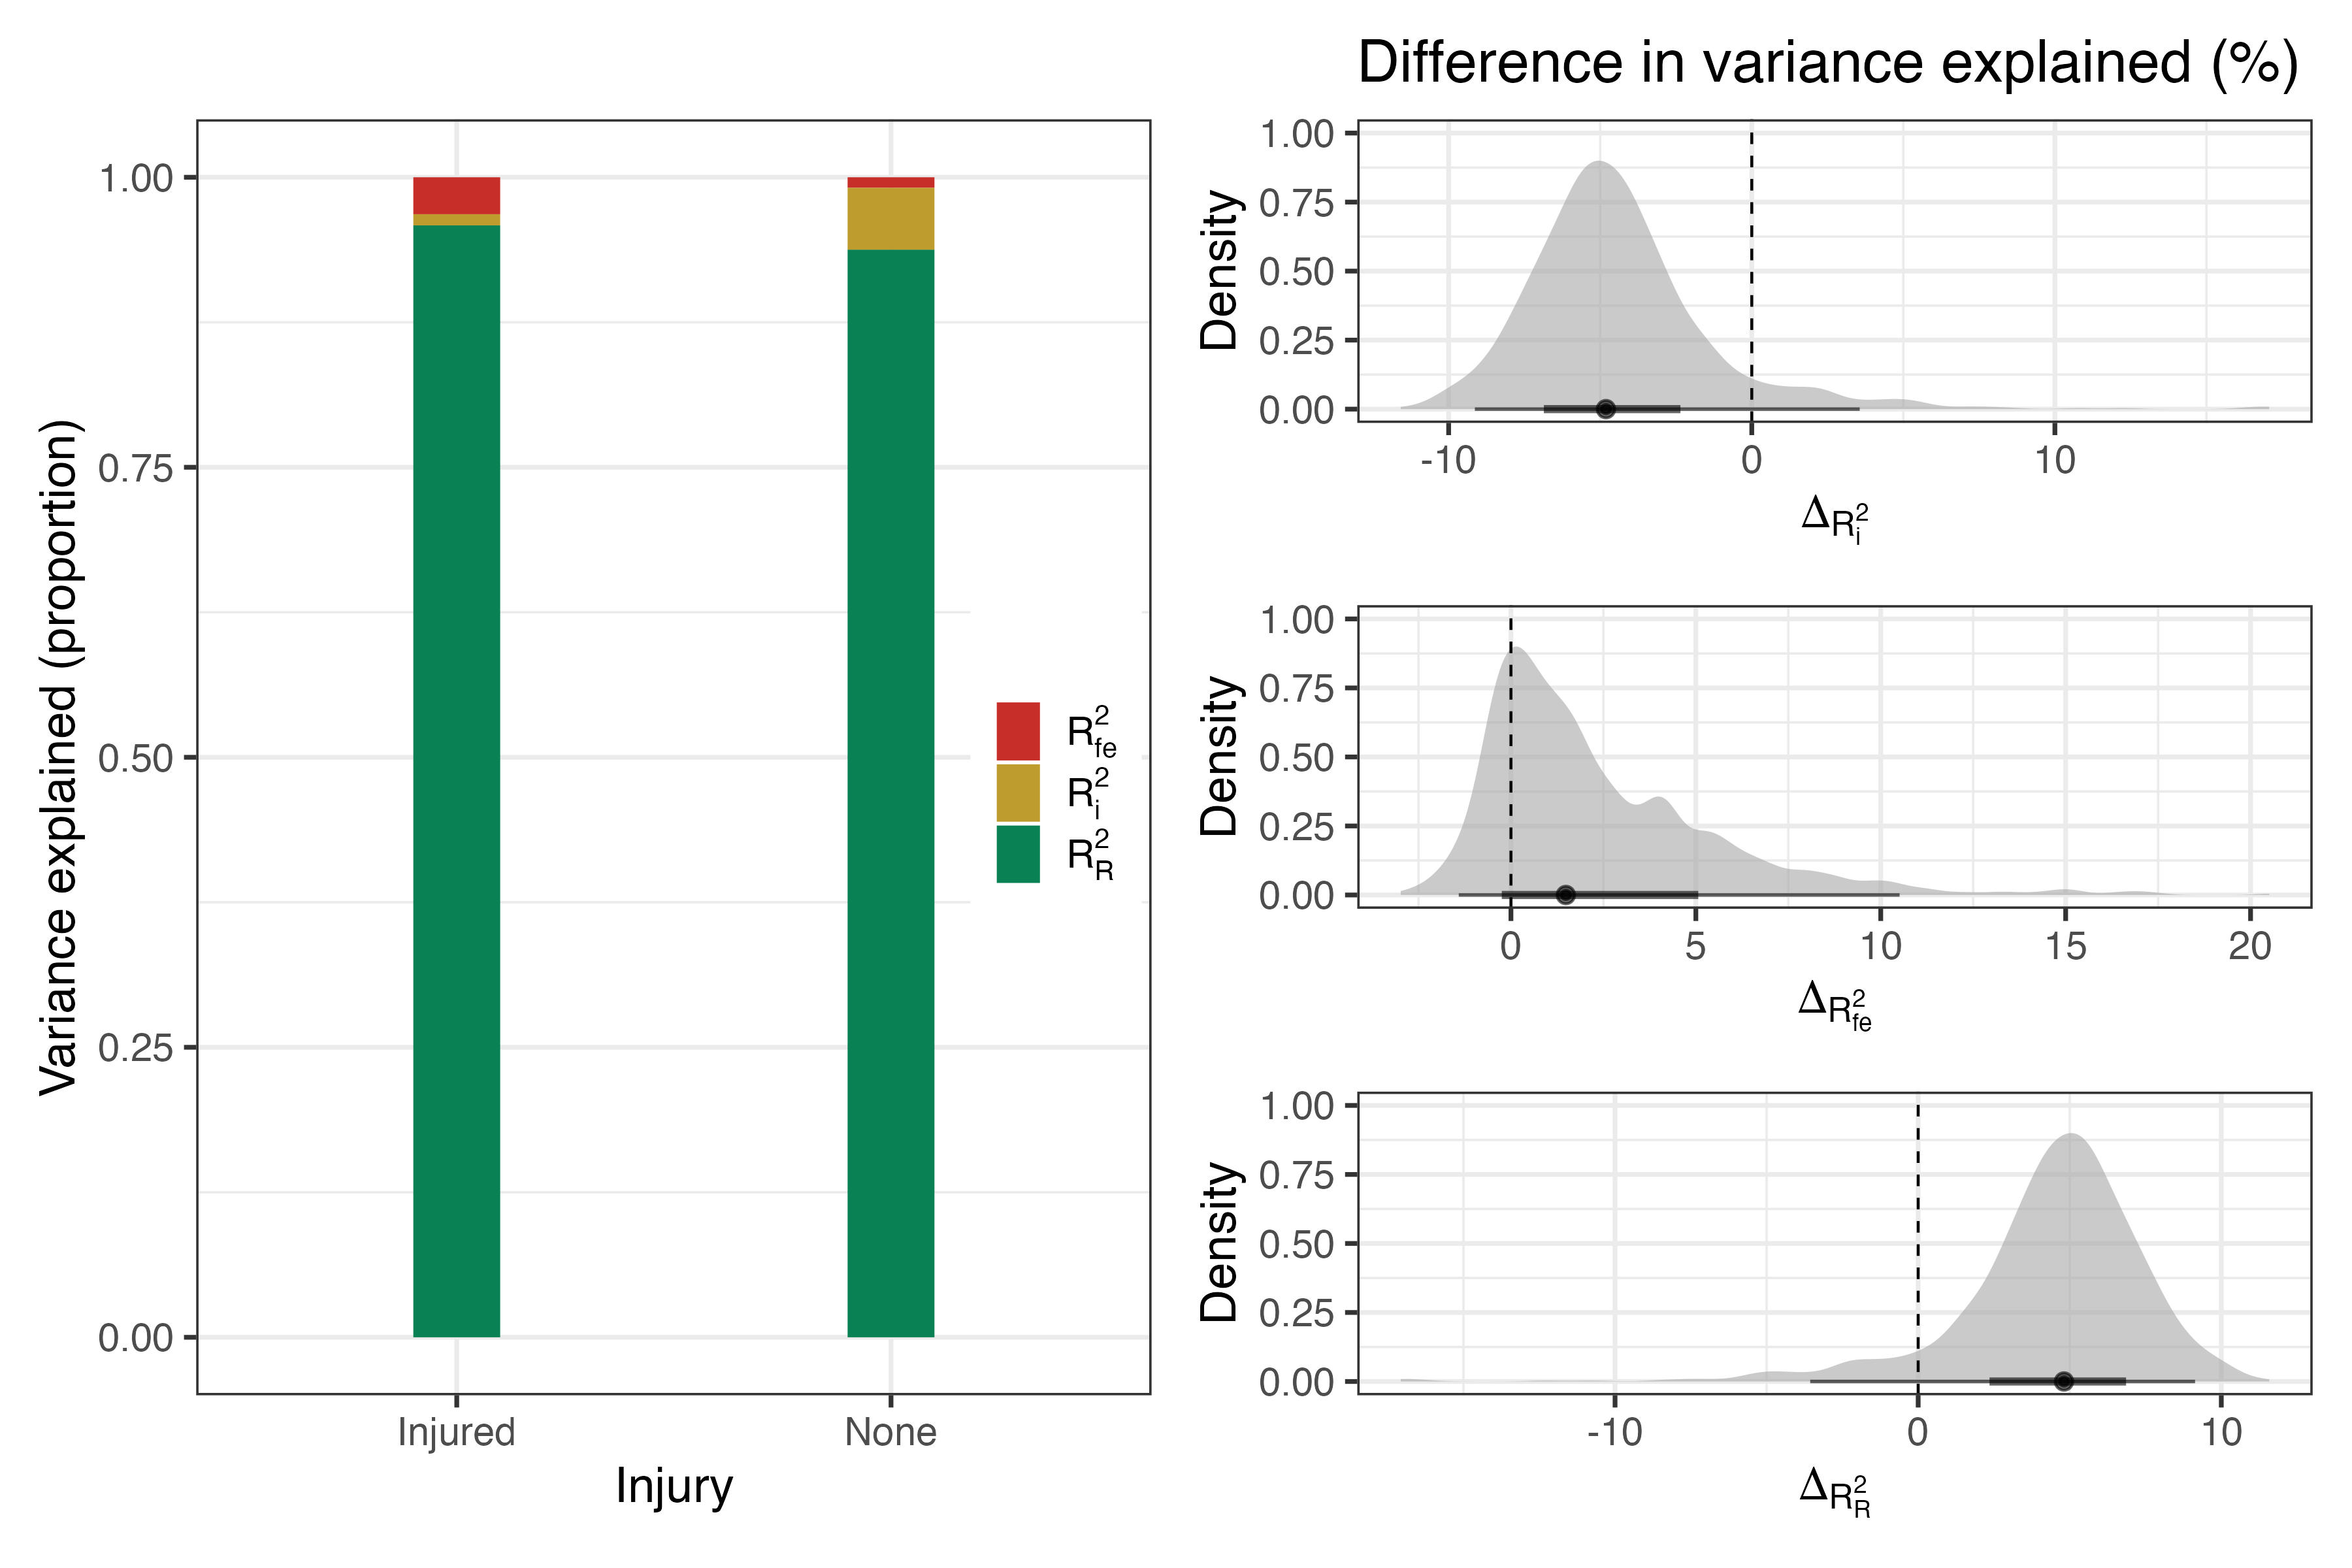 Variance explained (proportion)
1.00
0.75
0.50
0.25
0.00
Injured None
Injury
R²fe
R²i
R²R
Difference in variance explained (%)
Density
1.00
0.75
0.50
0.25
0.00
-10 0 10
ΔR²i
Density
1.00
0.75
0.50
0.25
0.00
0 5 10 15 20
ΔR²fe
Density
1.00
0.75
0.50
0.25
0.00
-10 0 10
ΔR²R